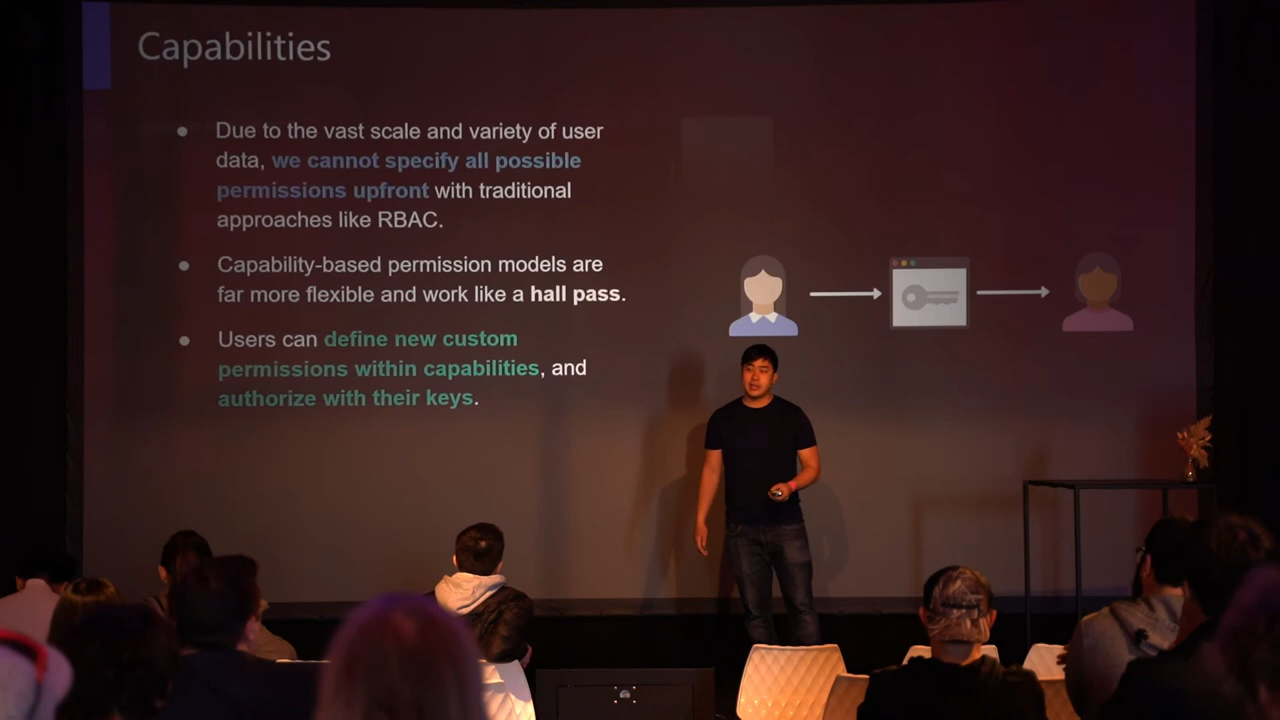 Capabilities
● Due to the vast scale and variety of user
data, we cannot specify all possible
permissions upfront with traditional
approaches like RBAC.
● Capability-based permission models are
far more flexible and work like a hall pass.
● Users can define new custom
permissions within capabilities, and
authorize with their keys.